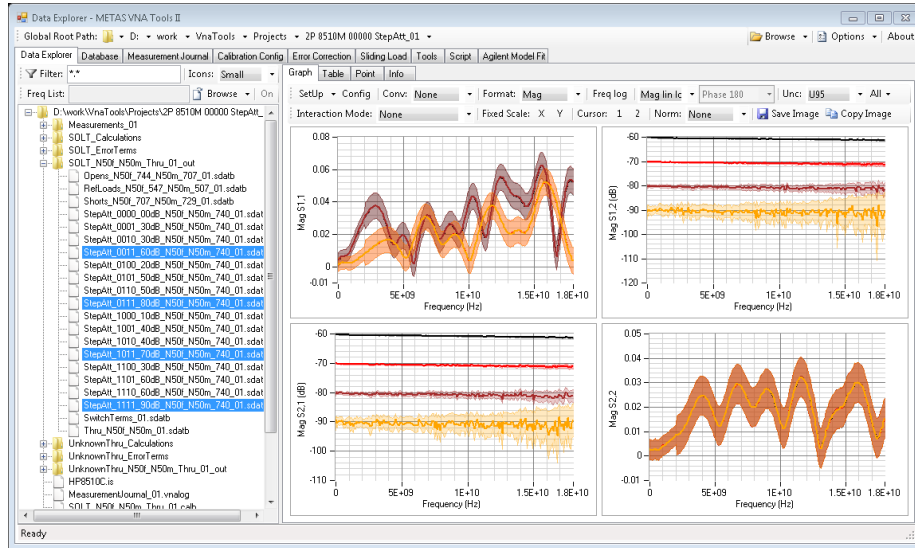 Data Explorer - METAS VNA Tools II
Global Root Path: D: work VnaTools Projects 2P 8510M 00000 StepAtt_01 Browse Options About
Data Explorer Database Measurement Journal Calibration Config Error Correction Sliding Load Tools Script Agilent Model Fit
Filter: *.* Icons: Small
Freq List: Browse On
D:\work\VnaTools\Projects\2P 8510M 00000 StepAtt_
Measurements_01
SOLT_Calculations
SOLT_ErrorTerms
SOLT_N50f_N50m_Thru_01_out
Opens_N50f_744_N50m_707_01.sdatb
RefLoads_N50f_547_N50m_507_01.sdatb
Shorts_N50f_707_N50m_729_01.sdatb
StepAtt_0000_00dB_N50f_N50m_740_01.sdat
StepAtt_0001_30dB_N50f_N50m_740_01.sdat
StepAtt_0010_30dB_N50f_N50m_740_01.sdat
StepAtt_0011_60dB_N50f_N50m_740_01.sdat
StepAtt_0100_20dB_N50f_N50m_740_01.sdat
StepAtt_0101_50dB_N50f_N50m_740_01.sdat
StepAtt_0110_50dB_N50f_N50m_740_01.sdat
StepAtt_0111_80dB_N50f_N50m_740_01.sdat
StepAtt_1000_10dB_N50f_N50m_740_01.sdat
StepAtt_1001_40dB_N50f_N50m_740_01.sdat
StepAtt_1010_40dB_N50f_N50m_740_01.sdat
StepAtt_1011_70dB_N50f_N50m_740_01.sdat
StepAtt_1100_30dB_N50f_N50m_740_01.sdat
StepAtt_1101_60dB_N50f_N50m_740_01.sdat
StepAtt_1110_60dB_N50f_N50m_740_01.sdat
StepAtt_1111_90dB_N50f_N50m_740_01.sdat
SwitchTerms_01.sdatb
Thru_N50f_N50m_01.sdatb
UnknownThru_Calculations
UnknownThru_ErrorTerms
UnknownThru_N50f_N50m_Thru_01_out
HP8510C.is
MeasurementJournal_01.vnalog
SOLT_N50f_N50m_Thru_01.calb
Graph Table Point Info
SetUp Config Conv: None Format: Mag Freq log Mag lin lc Phase 180 Unc: U95 All
Interaction Mode: None Fixed Scale: X Y Cursor: 1 2 Norm: None Save Image Copy Image
0.08
0.06
0.04
0.02
0
-0.01
Mag S1,1
0 5E+09 1E+10 1.5E+10 1.8E+10
Frequency (Hz)
-60
-70
-80
-90
-100
-110
-120
Mag S1,2 [dB]
0 5E+09 1E+10 1.5E+10 1.8E+10
Frequency (Hz)
-60
-70
-80
-90
-100
-110
Mag S2,1 [dB]
0 5E+09 1E+10 1.5E+10 1.8E+10
Frequency (Hz)
0.05
0.04
0.03
0.02
0.01
0
-0.01
Mag S2,2
0 5E+09 1E+10 1.5E+10 1.8E+10
Frequency (Hz)
Ready